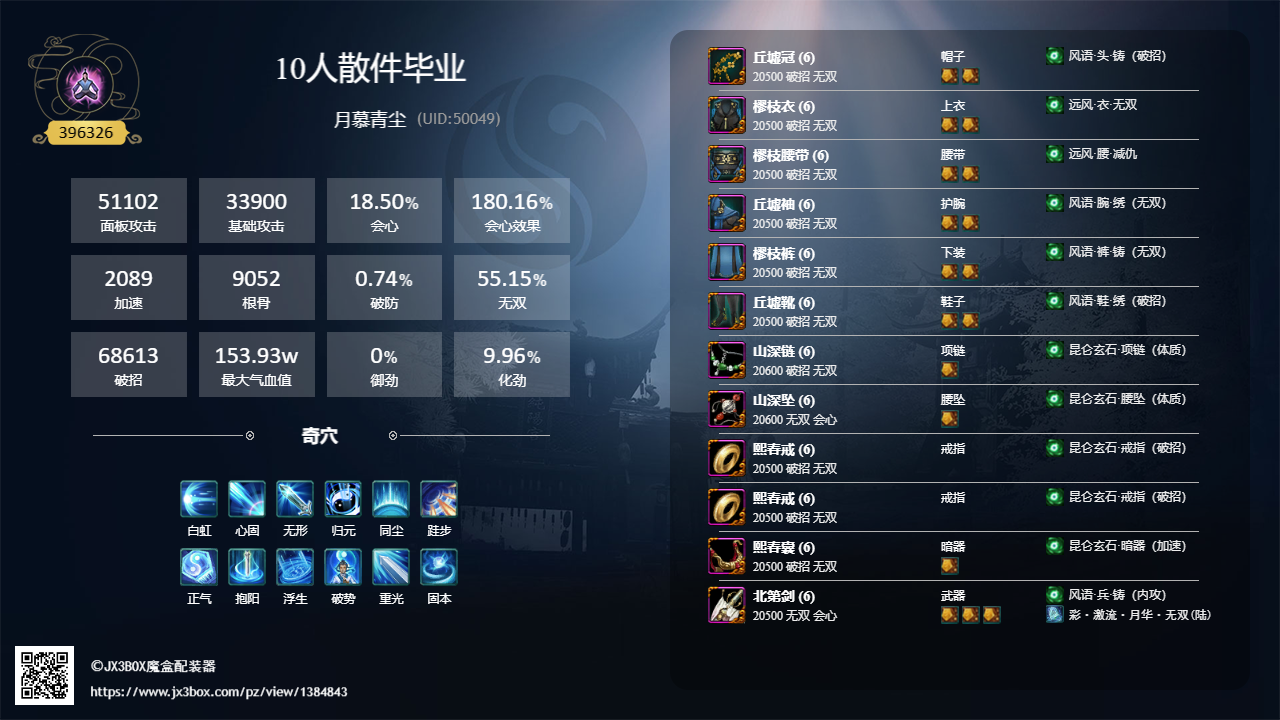 396326
10人散件毕业
月慕青尘 (UID:50049)
51102
面板攻击
33900
基础攻击
18.50%
会心
180.16%
会心效果
2089
加速
9052
根骨
0.74%
破防
55.15%
无双
68613
破招
153.93w
最大气血值
0%
御劲
9.96%
化劲
奇穴
白虹 心固 无形 归元 同尘 跬步
正气 抱阳 浮生 破势 重光 固本
©JX3BOX魔盒配装器
https://www.jx3box.com/pz/view/1384843
丘墟冠 (6) 帽子 风语·头·铸（破招）
20500 破招 无双
樛枝衣 (6) 上衣 远风·衣·无双
20500 破招 无双
樛枝腰带 (6) 腰带 远风·腰·减仇
20500 破招 无双
丘墟袖 (6) 护腕 风语·腕·绣（无双）
20500 破招 无双
樛枝裤 (6) 下装 风语·裤·铸（无双）
20500 破招 无双
丘墟靴 (6) 鞋子 风语·鞋·绣（破招）
20500 破招 无双
山深链 (6) 项链 昆仑玄石·项链（体质）
20600 破招 无双
山深坠 (6) 腰坠 昆仑玄石·腰坠（体质）
20600 无双 会心
熙春戒 (6) 戒指 昆仑玄石·戒指（破招）
20500 破招 无双
熙春戒 (6) 戒指 昆仑玄石·戒指（破招）
20500 破招 无双
熙春囊 (6) 暗器 昆仑玄石·暗器（加速）
20500 破招 无双
北第剑 (6) 武器 风语·兵·铸（内攻）
20500 无双 会心 彩·激流·月华·无双(陆)